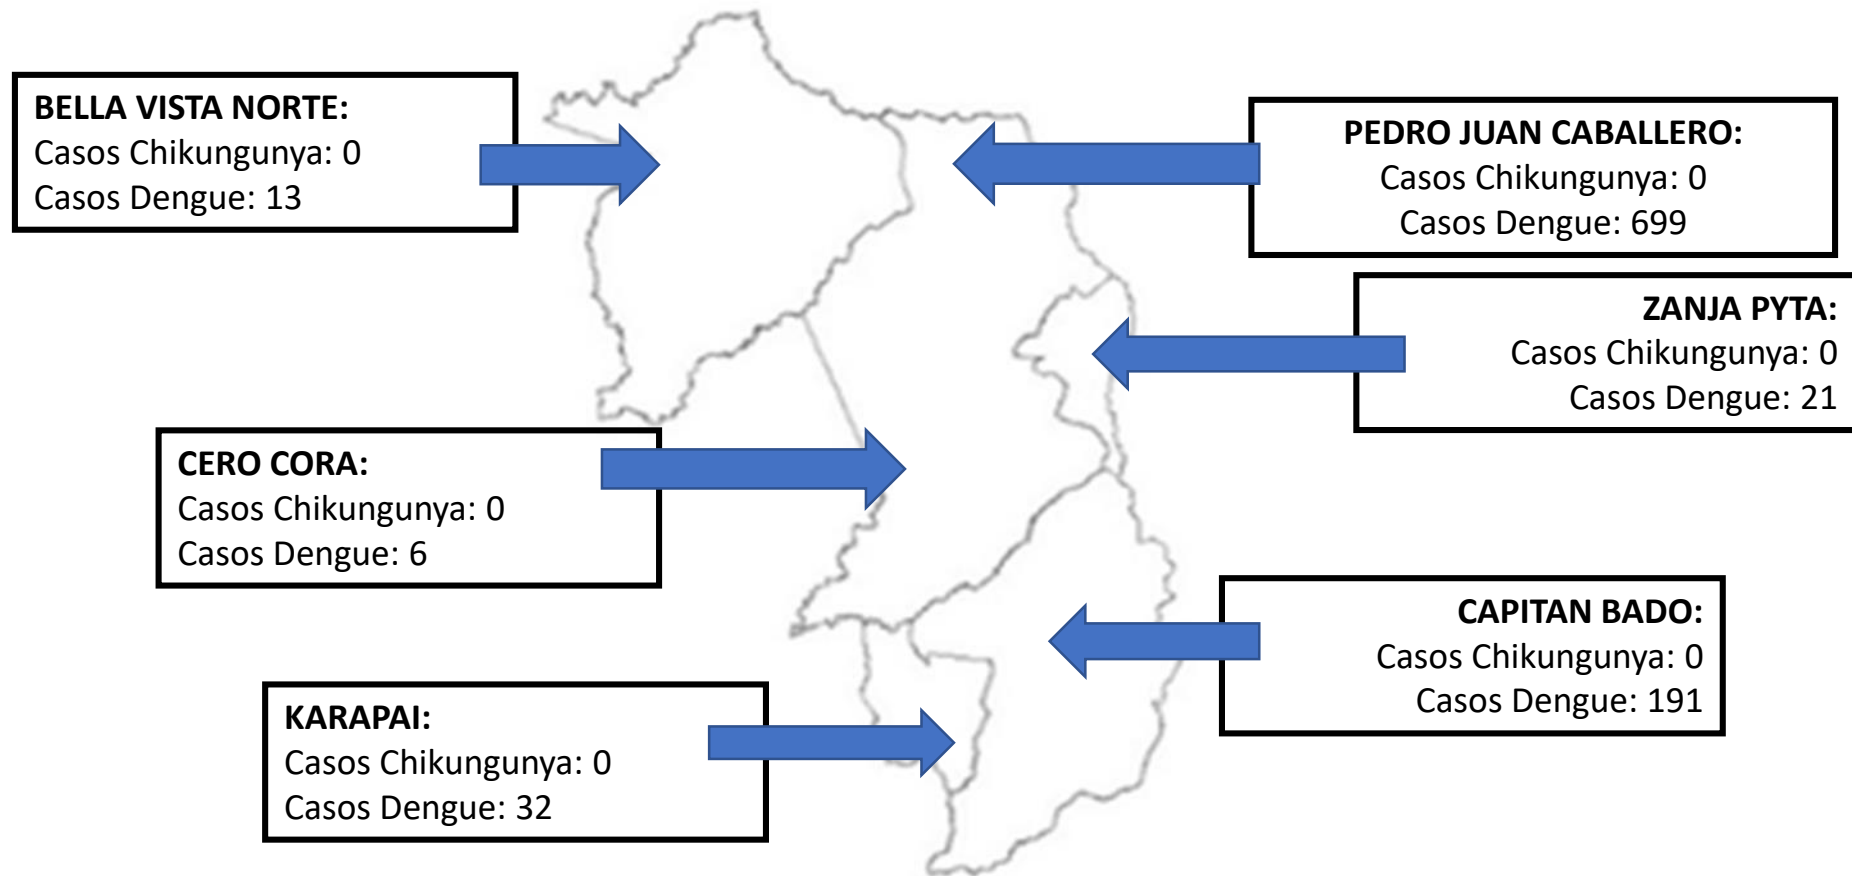 BELLA VISTA NORTE:
Casos Chikungunya: 0
Casos Dengue: 13
PEDRO JUAN CABALLERO:
Casos Chikungunya: 0
Casos Dengue: 699
ZANJA PYTA:
Casos Chikungunya: 0
Casos Dengue: 21
CERO CORA:
Casos Chikungunya: 0
Casos Dengue: 6
CAPITAN BADO:
Casos Chikungunya: 0
Casos Dengue: 191
KARAPAI:
Casos Chikungunya: 0
Casos Dengue: 32